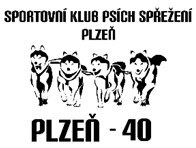 SPORTOVNÍ KLUB PSÍCH SPŘEŽENÍ
PLZEŇ
PLZEŇ - 40